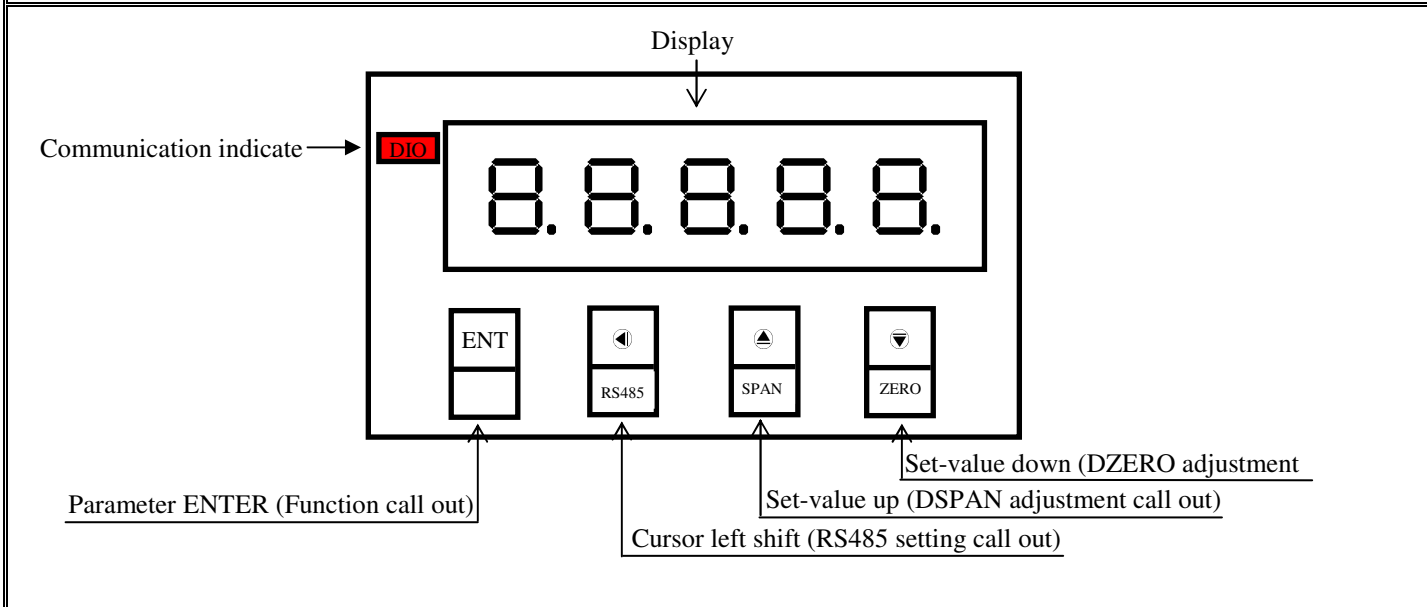 Display
Communication indicate
DIO
8.8.8.8.8.
ENT
RS485
SPAN
ZERO
Set-value down (DZERO adjustment
Parameter ENTER (Function call out)
Set-value up (DSPAN adjustment call out)
Cursor left shift (RS485 setting call out)